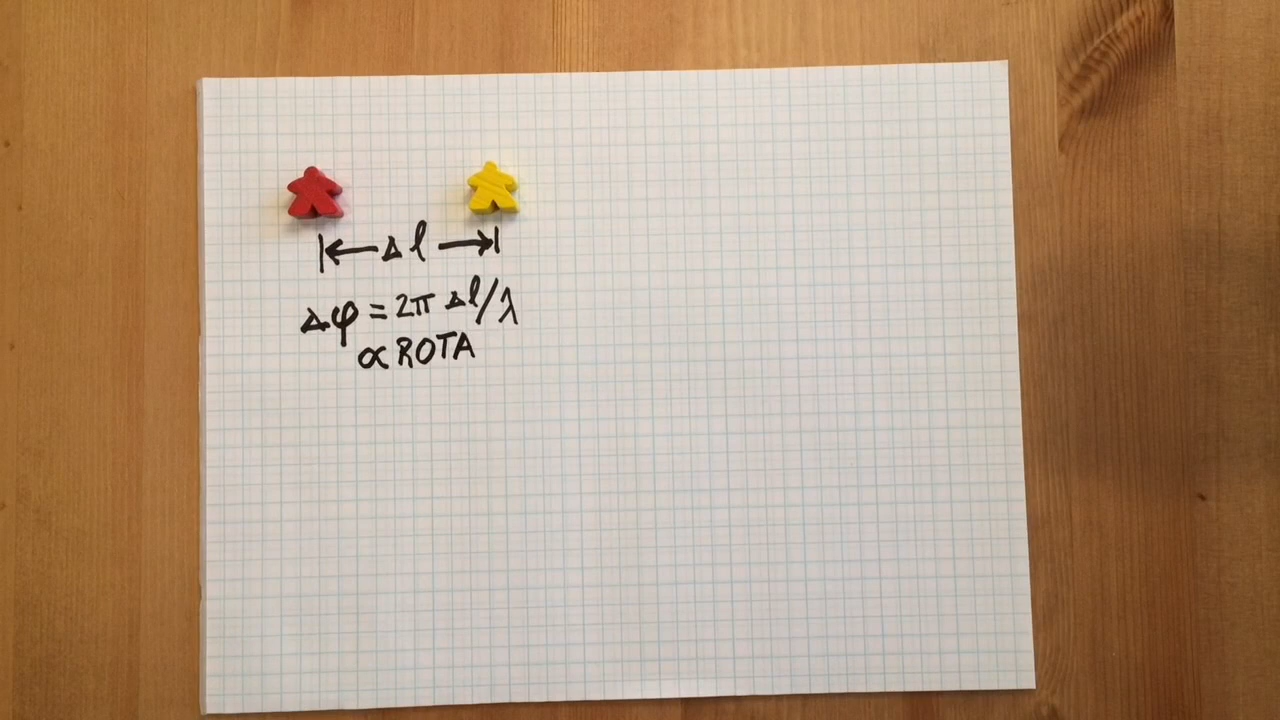 |← Δl →|
Δφ = 2π Δl/λ
∝ ROTA